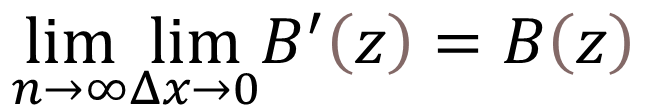 lim lim B′(z) = B(z)
n→∞ Δx→0